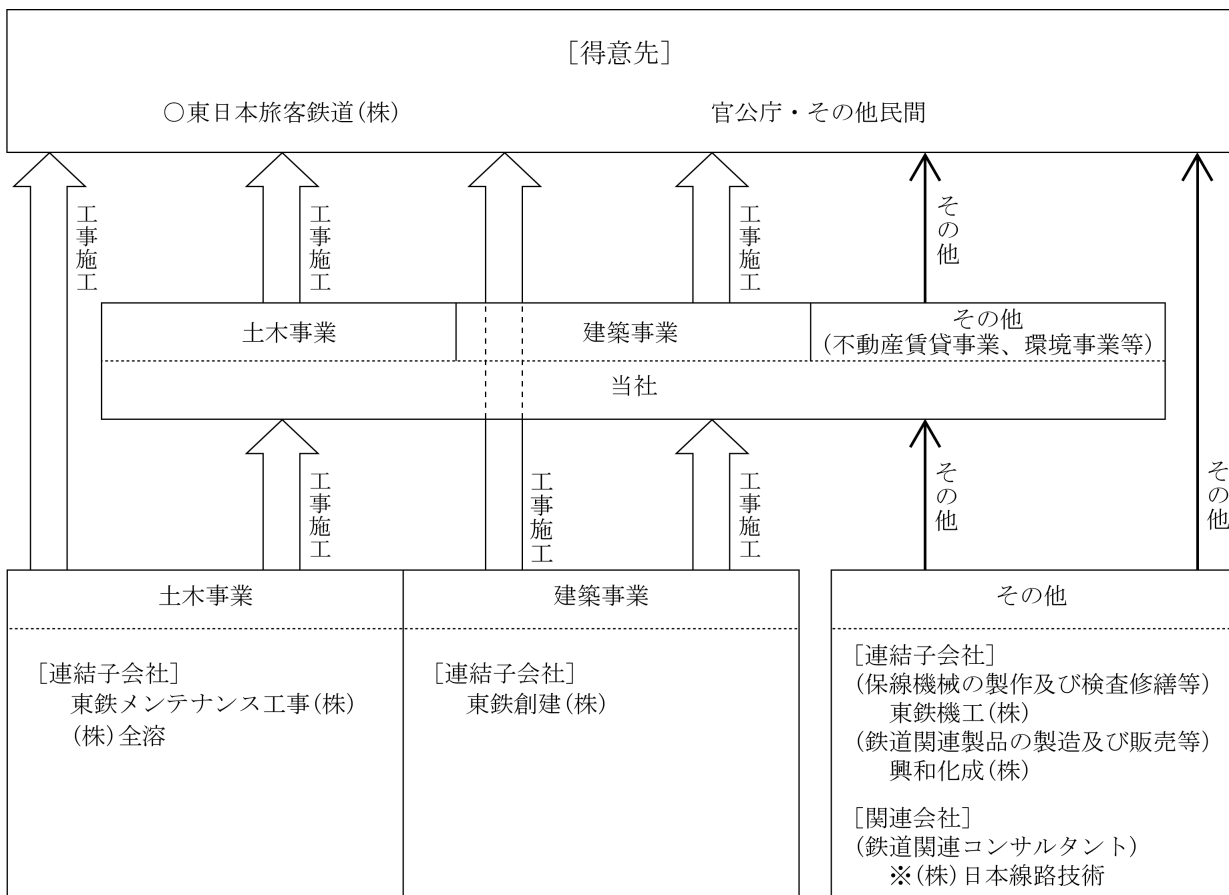 ［得意先］
○東日本旅客鉄道(株)
官公庁・その他民間
工事施工
工事施工
工事施工
その他
土木事業
建築事業
その他
(不動産賃貸事業、環境事業等)
当社
工事施工
工事施工
工事施工
その他
その他
土木事業
建築事業
その他
［連結子会社］
東鉄メンテナンス工事(株)
(株)全溶
［連結子会社］
東鉄創建(株)
［連結子会社］
(保線機械の製作及び検査修繕等)
東鉄機工(株)
(鉄道関連製品の製造及び販売等)
興和化成(株)
［関連会社］
(鉄道関連コンサルタント)
※(株)日本線路技術